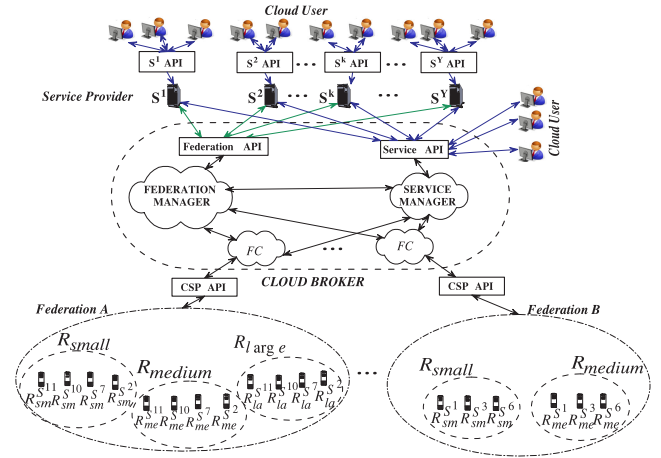 Cloud User
S¹ API S² API ... Sᵏ API ... Sʸ API
Service Provider S¹ S² ... Sᵏ ... Sʸ
Cloud User
Federation API Service API
FEDERATION MANAGER SERVICE MANAGER
FC ... FC
CSP API CLOUD BROKER CSP API
Federation A Federation B
R_small R_medium R_l arg e ... R_small R_medium
R_sm^S¹¹ R_sm^S¹⁰ R_sm^S⁷ R_sm^S²
R_me^S¹¹ R_me^S¹⁰ R_me^S⁷ R_me^S²
R_la^S¹¹ R_la^S¹⁰ R_la^S⁷ R_la^S²
R_sm^S¹ R_sm^S³ R_sm^S⁶
R_me^S¹ R_me^S³ R_me^S⁶